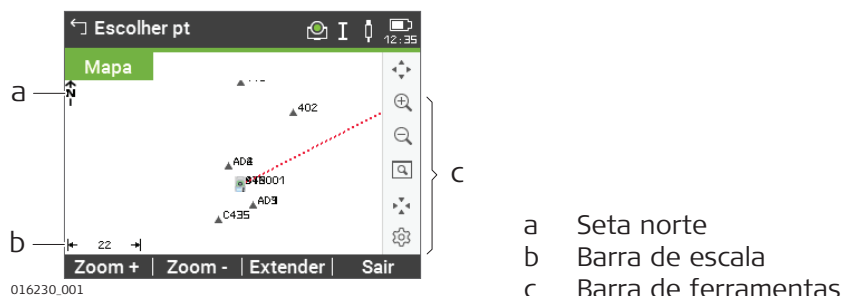 Escolher pt I 12:35
Mapa
a
N
402
c
C435
b
22
Zoom + | Zoom - | Extender | Sair
016230_001
a Seta norte
b Barra de escala
c Barra de ferramentas